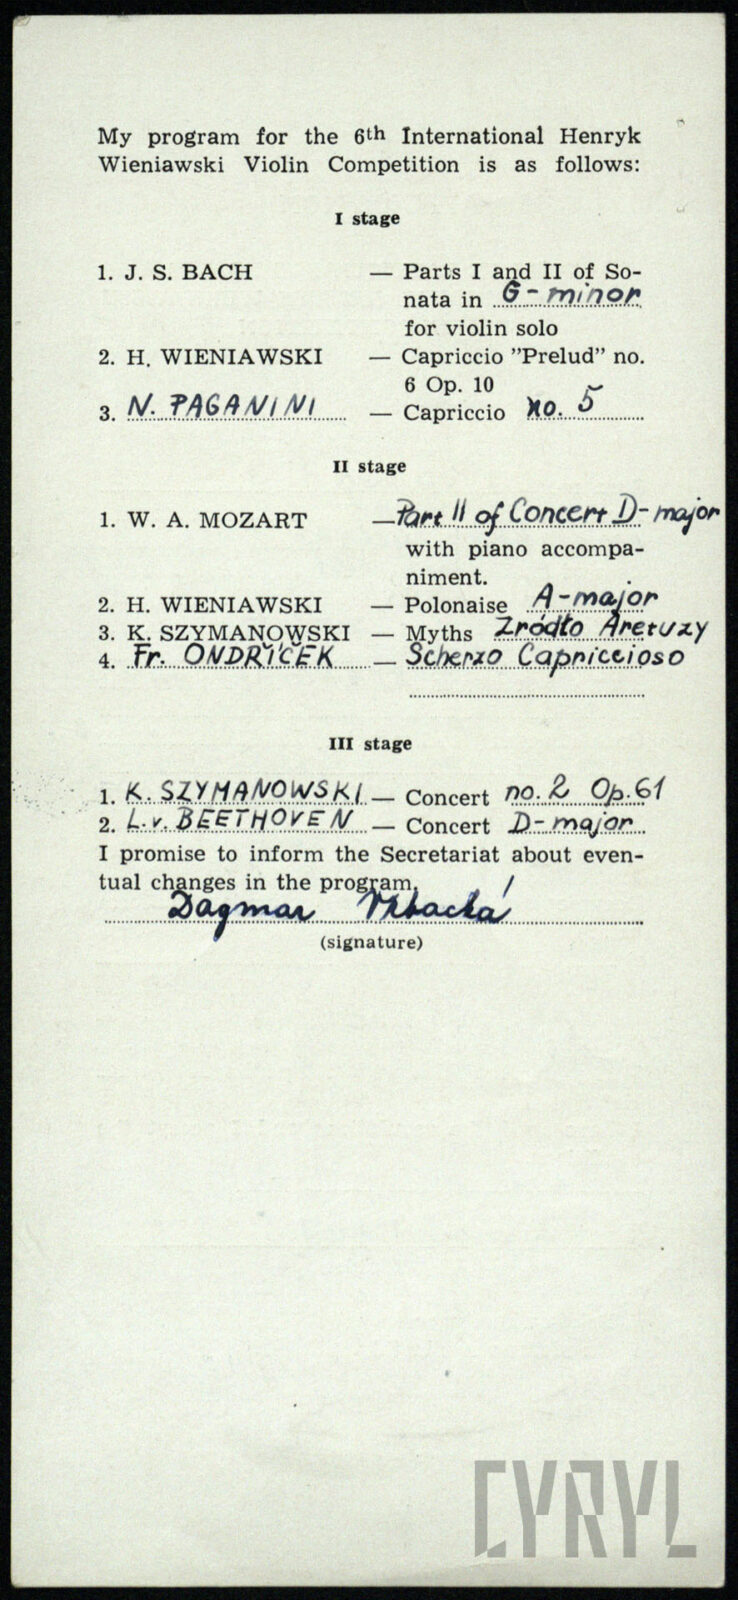 My program for the 6th International Henryk
Wieniawski Violin Competition is as follows:
I stage
1. J. S. BACH — Parts I and II of So-
nata in G-minor
for violin solo
2. H. WIENIAWSKI — Capriccio "Prelud" no.
6 Op. 10
3. N. PAGANINI — Capriccio no. 5
II stage
1. W. A. MOZART — Part II of Concert D-major
with piano accompa-
niment.
2. H. WIENIAWSKI — Polonaise A-major
3. K. SZYMANOWSKI — Myths Zródło Aretuzy
4. Fr. ONDŘÍČEK — Scherzo Capriccioso
III stage
1. K. SZYMANOWSKI — Concert no. 2 Op. 61
2. L. v. BEETHOVEN — Concert D-major
I promise to inform the Secretariat about even-
tual changes in the program.
Dagmar Vrbacká
(signature)
CYRYL